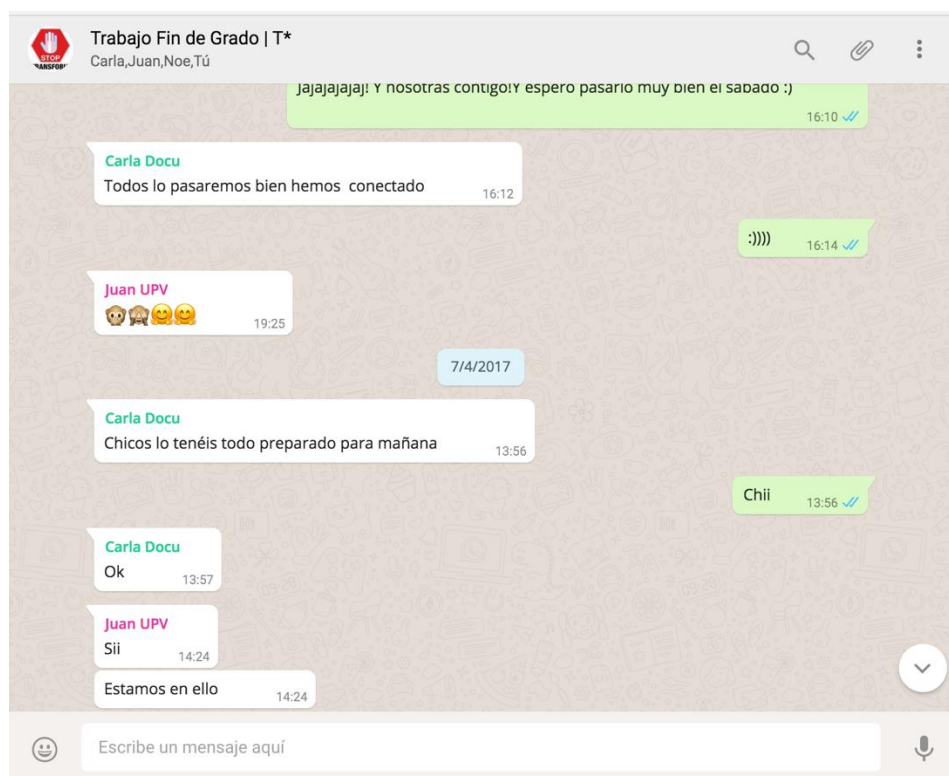 STOP
Trabajo Fin de Grado | T*
Carla,Juan,Noe,Tú
Jajajajajaj! Y nosotras contigo!Y espero pasarlo muy bien el sabado :)
16:10
Carla Docu
Todos lo pasaremos bien hemos conectado
16:12
:))))
16:14
Juan UPV
19:25
7/4/2017
Carla Docu
Chicos lo tenéis todo preparado para mañana
13:56
Chii
13:56
Carla Docu
Ok
13:57
Juan UPV
Sii
14:24
Estamos en ello
14:24
Escribe un mensaje aquí